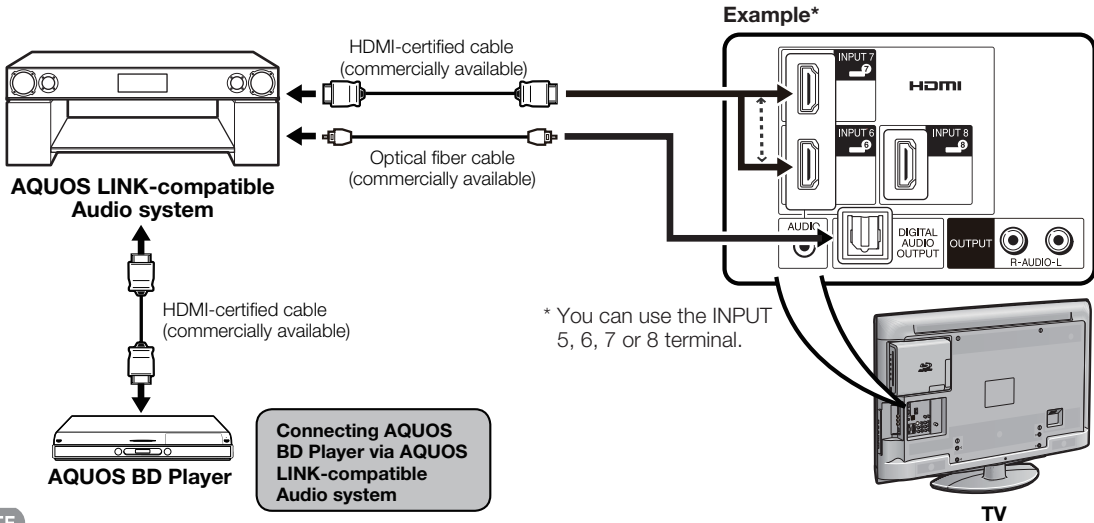 Example*
HDMI-certified cable
(commercially available)
INPUT 7
7
HDMI
INPUT 6
6
INPUT 8
8
Optical fiber cable
(commercially available)
AQUOS LINK-compatible
Audio system
AUDIO
DIGITAL
AUDIO
OUTPUT
OUTPUT
R-AUDIO-L
HDMI-certified cable
(commercially available)
* You can use the INPUT
5, 6, 7 or 8 terminal.
AQUOS BD Player
Connecting AQUOS
BD Player via AQUOS
LINK-compatible
Audio system
TV